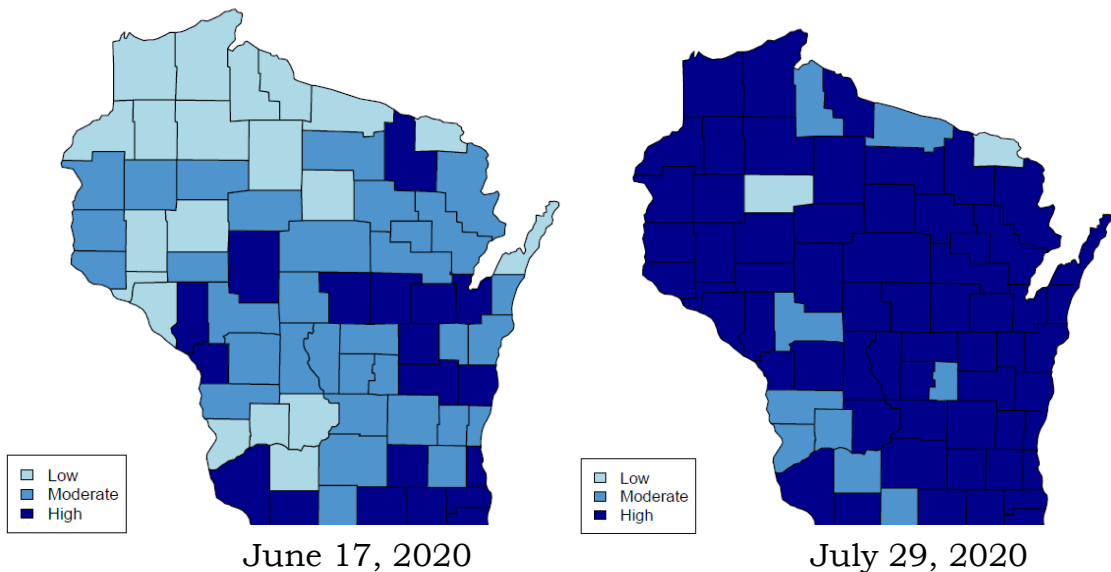 Low
Moderate
High
June 17, 2020
Low
Moderate
High
July 29, 2020